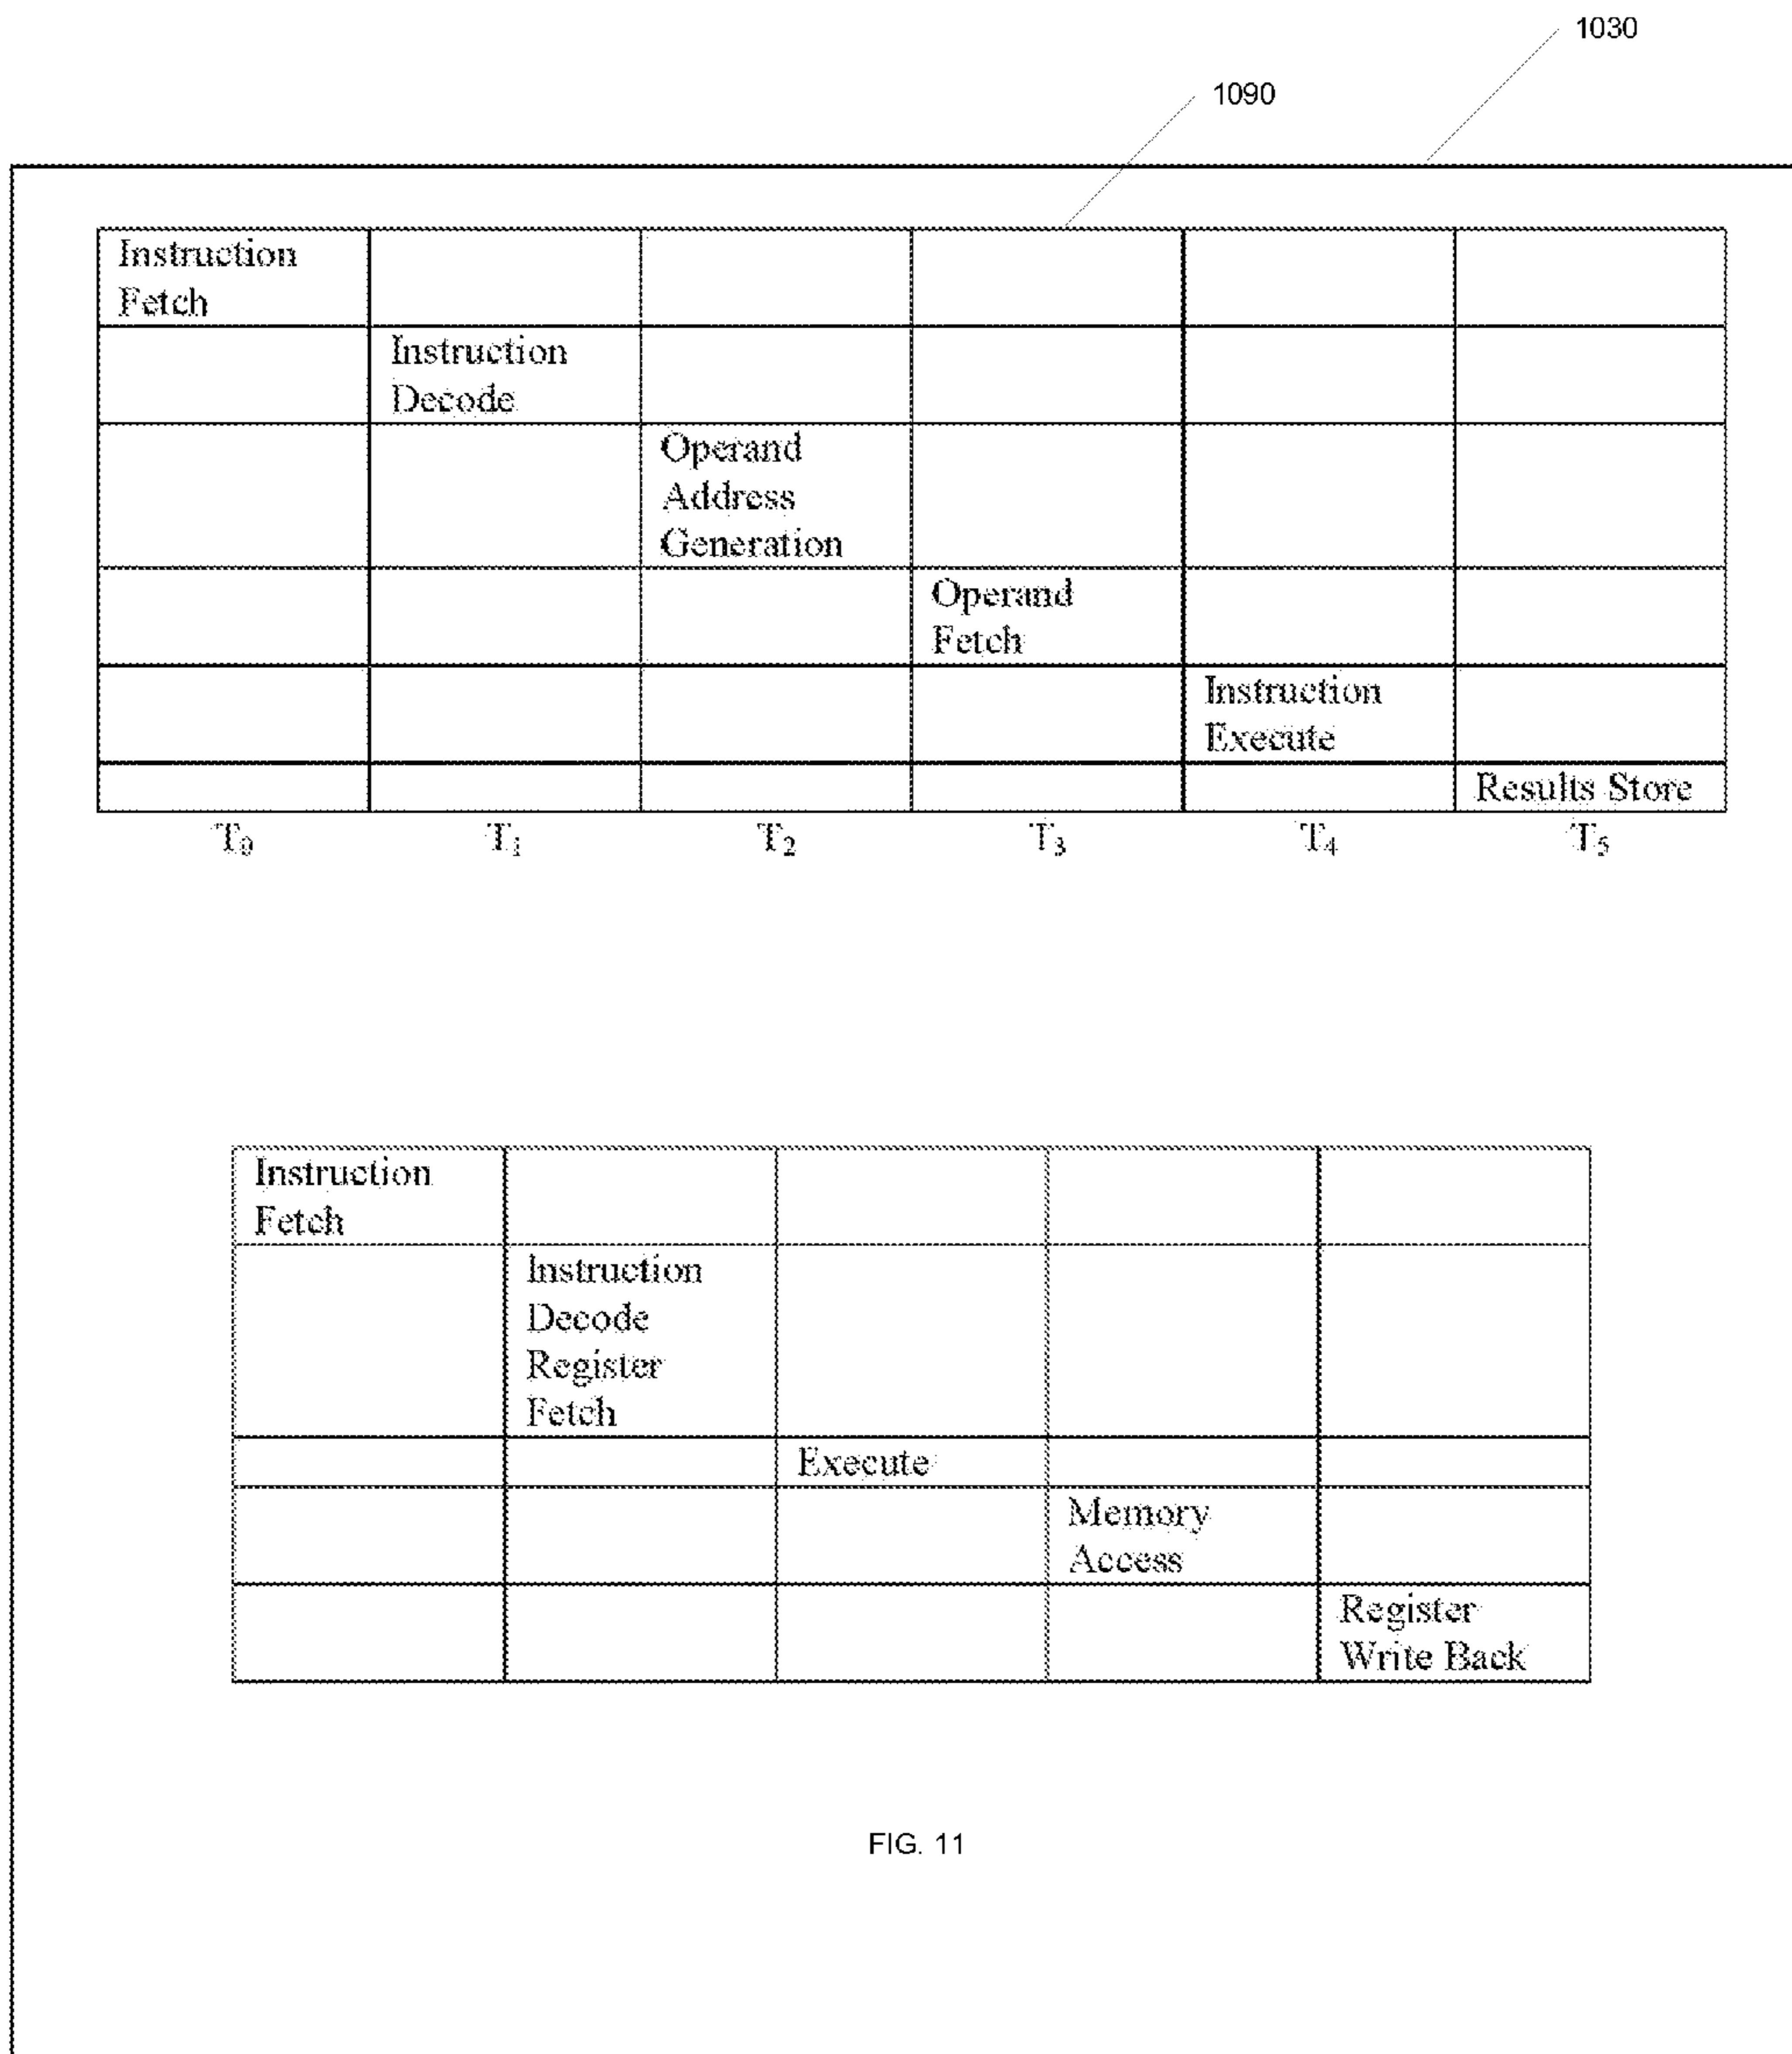 1030
1090
Instruction
Fetch
Instruction
Decode
Operand
Address
Generation
Operand
Fetch
Instruction
Execute
Results Store
T₀ T₁ T₂ T₃ T₄ T₅
Instruction
Fetch
Instruction
Decode
Register
Fetch
Execute
Memory
Access
Register
Write Back
FIG. 11